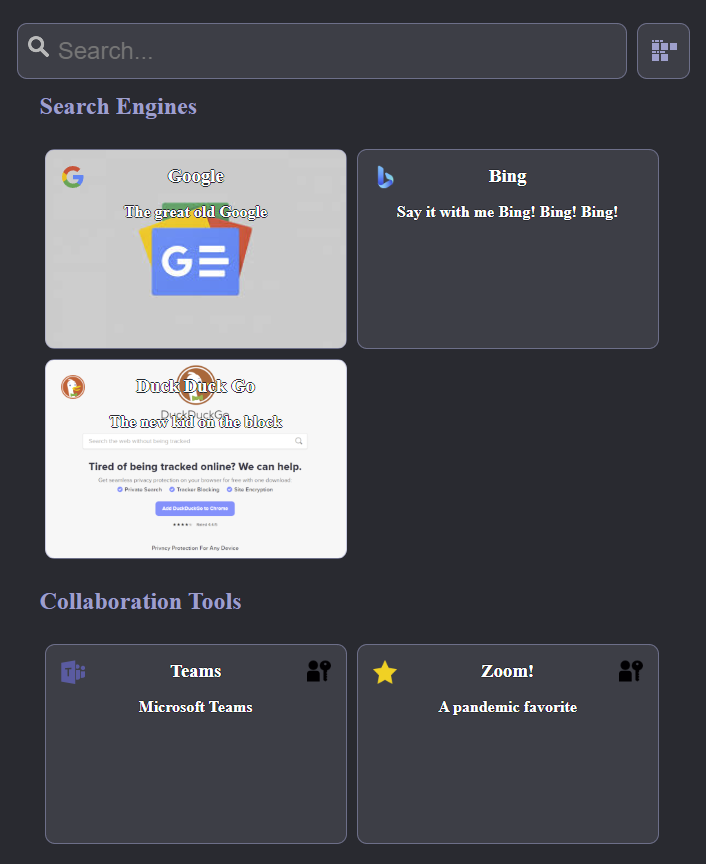 Search...
Search Engines
Google
The great old Google
GE
Bing
Say it with me Bing! Bing! Bing!
Duck Duck Go
DuckDuckGo
The new kid on the block
Search the web without being tracked
Tired of being tracked online? We can help.
Get seamless privacy protection on your browser for free with one download
Private Search Tracker Blocking Site Encryption
Add DuckDuckGo to Chrome
Privacy Protection For Any Device
Collaboration Tools
Teams
Microsoft Teams
Zoom!
A pandemic favorite